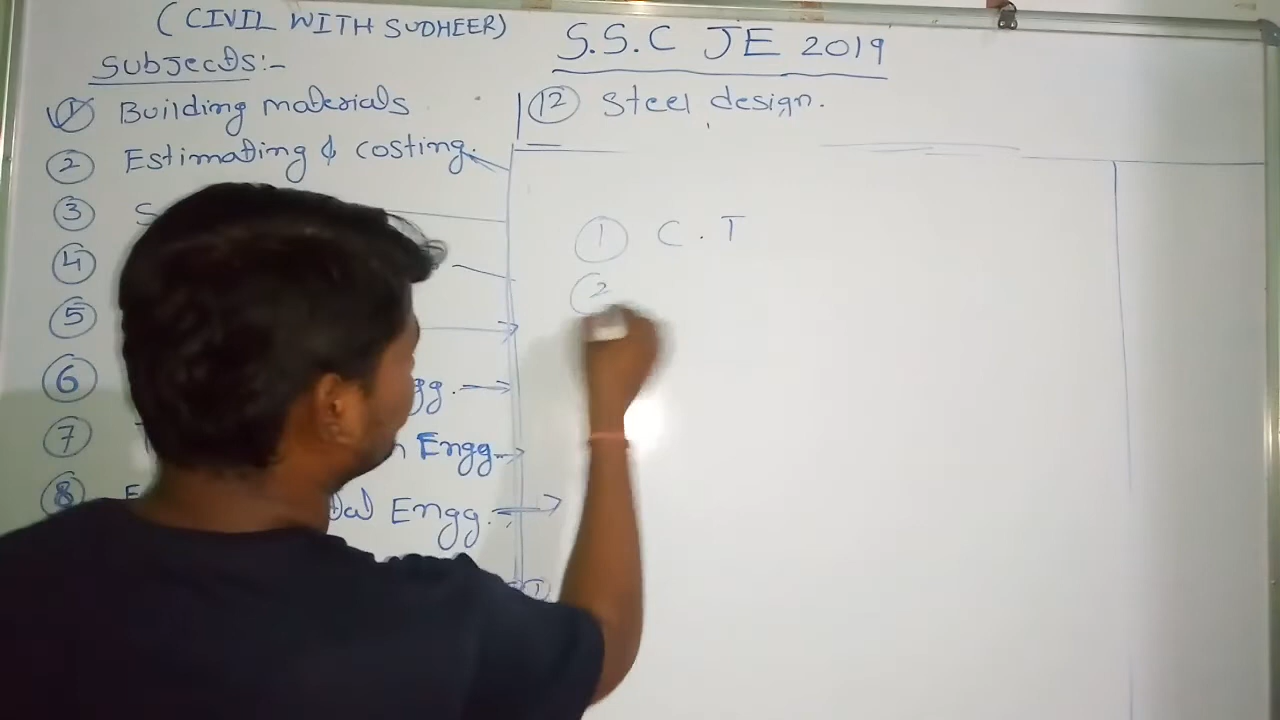 (CIVIL WITH SUDHEER)
Subjects:-
1 Building materials
2 Estimating & costing.
3 S
4
5
6 gg.
7 n Engg.
8 E tal Engg.
S.S.C JE 2019
12 Steel design.
1 C.T
2